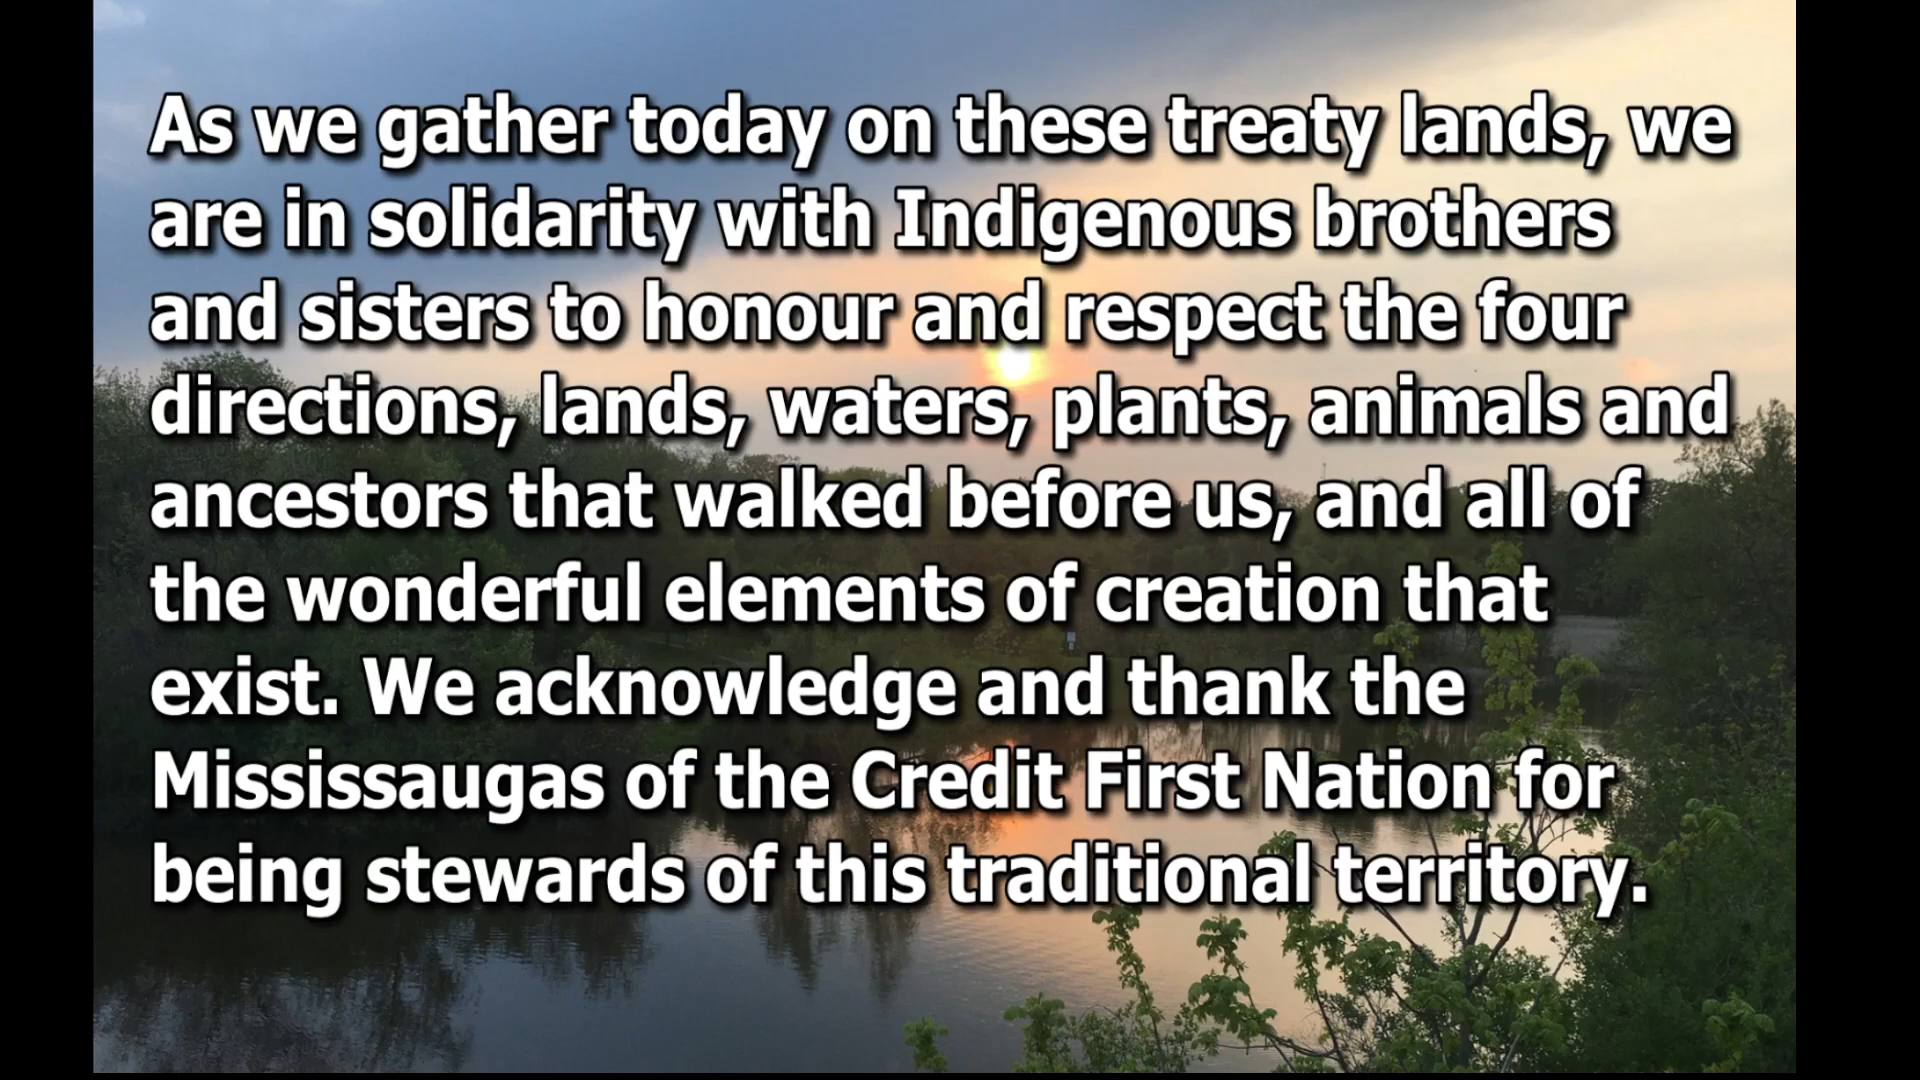 As we gather today on these treaty lands, we
are in solidarity with Indigenous brothers
and sisters to honour and respect the four
directions, lands, waters, plants, animals and
ancestors that walked before us, and all of
the wonderful elements of creation that
exist. We acknowledge and thank the
Mississaugas of the Credit First Nation for
being stewards of this traditional territory.